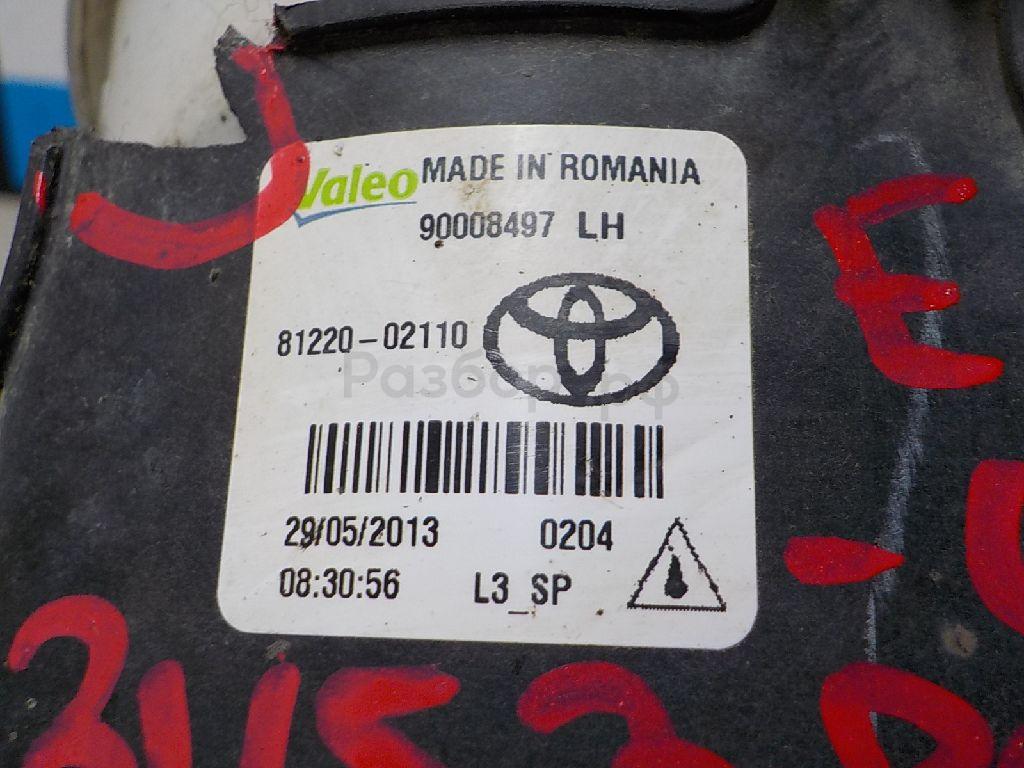 Valeo MADE IN ROMANIA
90008497 LH
81220-02110
Разбор.рф
29/05/2013 0204
08:30:56 L3_SP
E